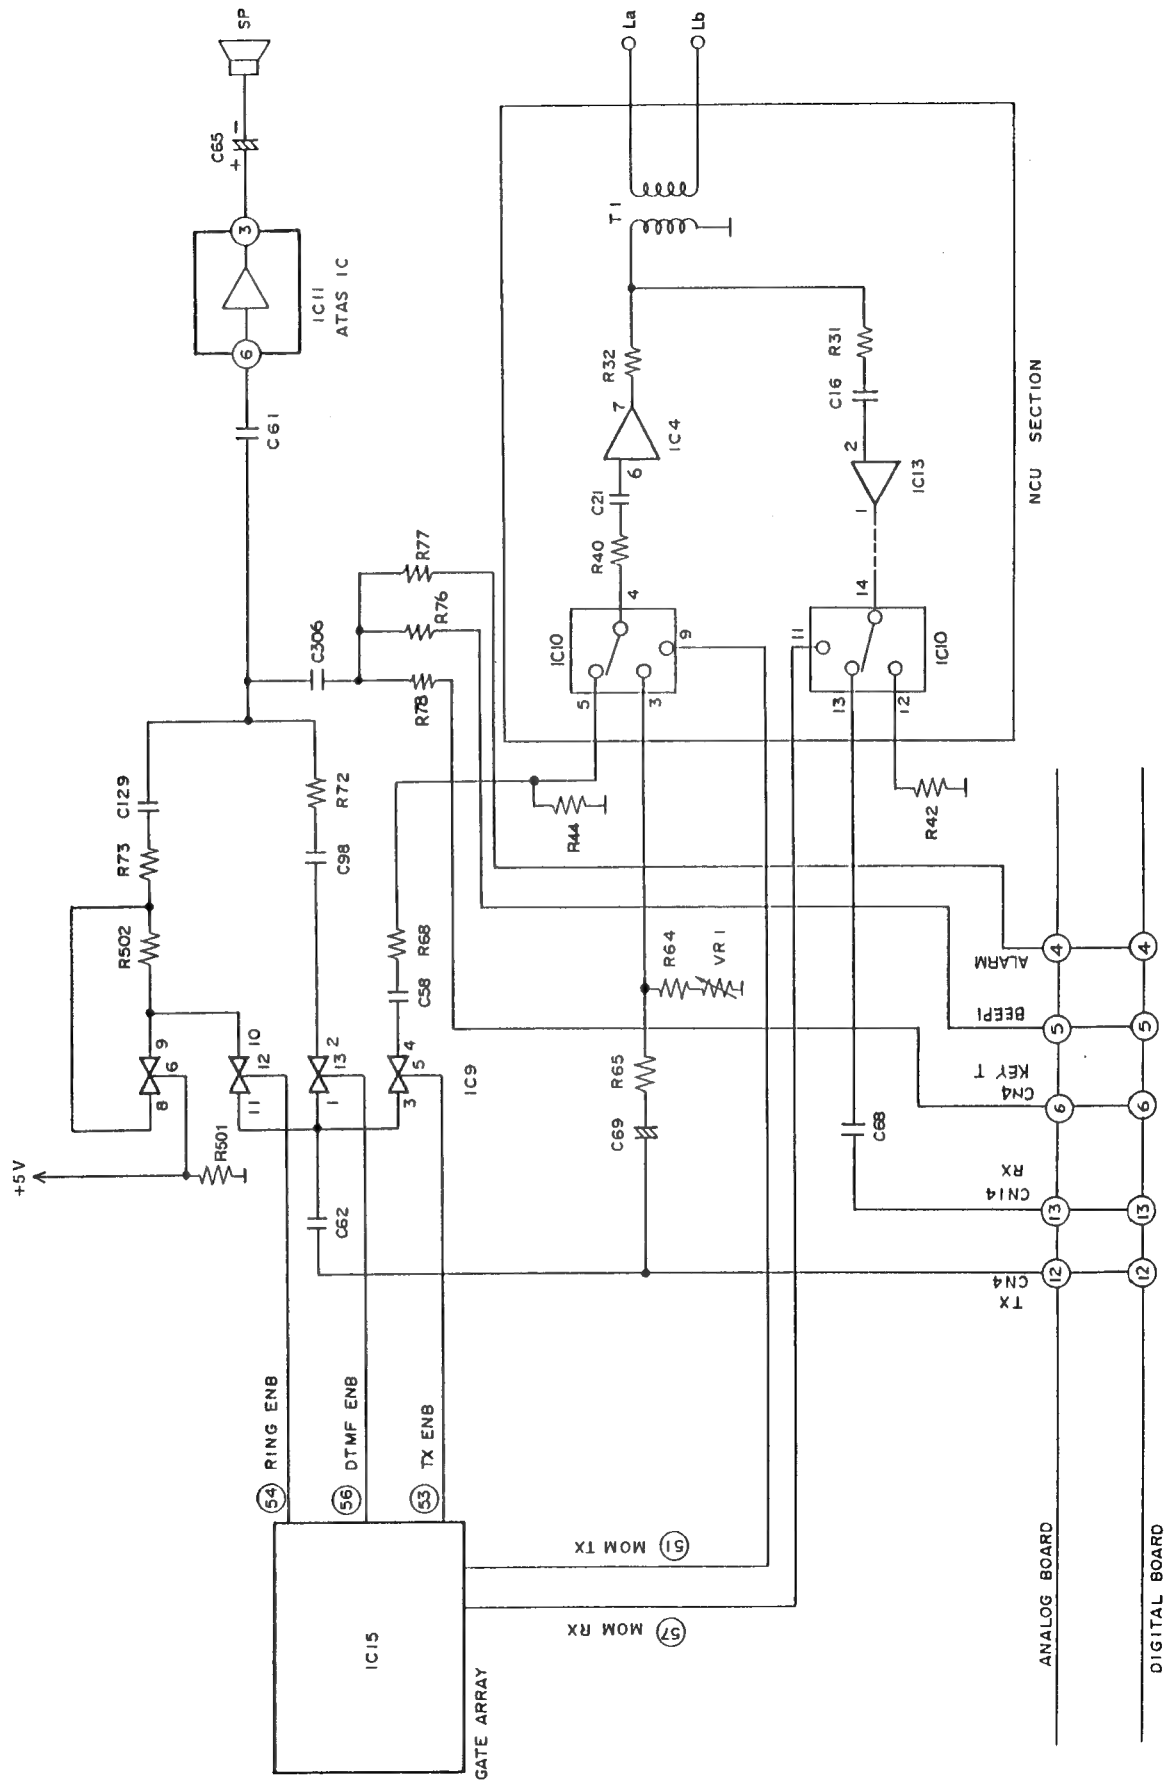 +5V
R501
8
9
6
R502
R73
C129
11
10
12
1
2
13
C98
R72
3
4
5
IC9
C58
R68
C62
C61
6
3
IC11
ATAS IC
+
C65
-
SP
C306
R78
R76
R77
R44
C69
R65
R64
VR1
IC10
5
3
4
9
R40
C21
6
7
IC4
R32
T1
La
Lb
R31
C16
2
1
IC13
14
11
13
12
IC10
R42
C68
NCU SECTION
54 RING ENB
56 DTMF ENB
53 TX ENB
IC15
GATE ARRAY
51 MOM TX
57 MOM RX
TX
CN4
12
12
RX
CN14
13
13
KEY T
CN4
6
6
BEEP1
5
5
ALARM
4
4
ANALOG BOARD
DIGITAL BOARD